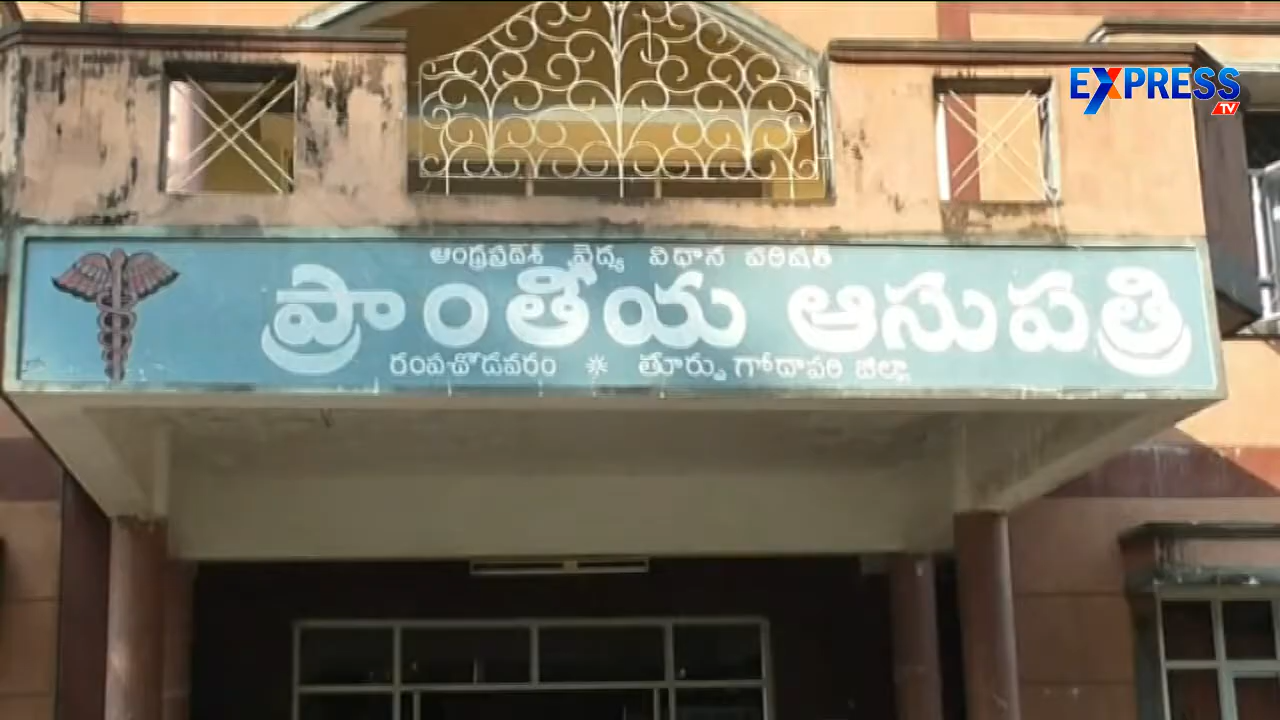 EXPRESS
TV
ఆంధ్రప్రదేశ్ వైద్య విధాన పరిషత్
ప్రాంతీయ ఆసుపత్రి
రంపచోడవరం తూర్పు గోదావరి జిల్లా